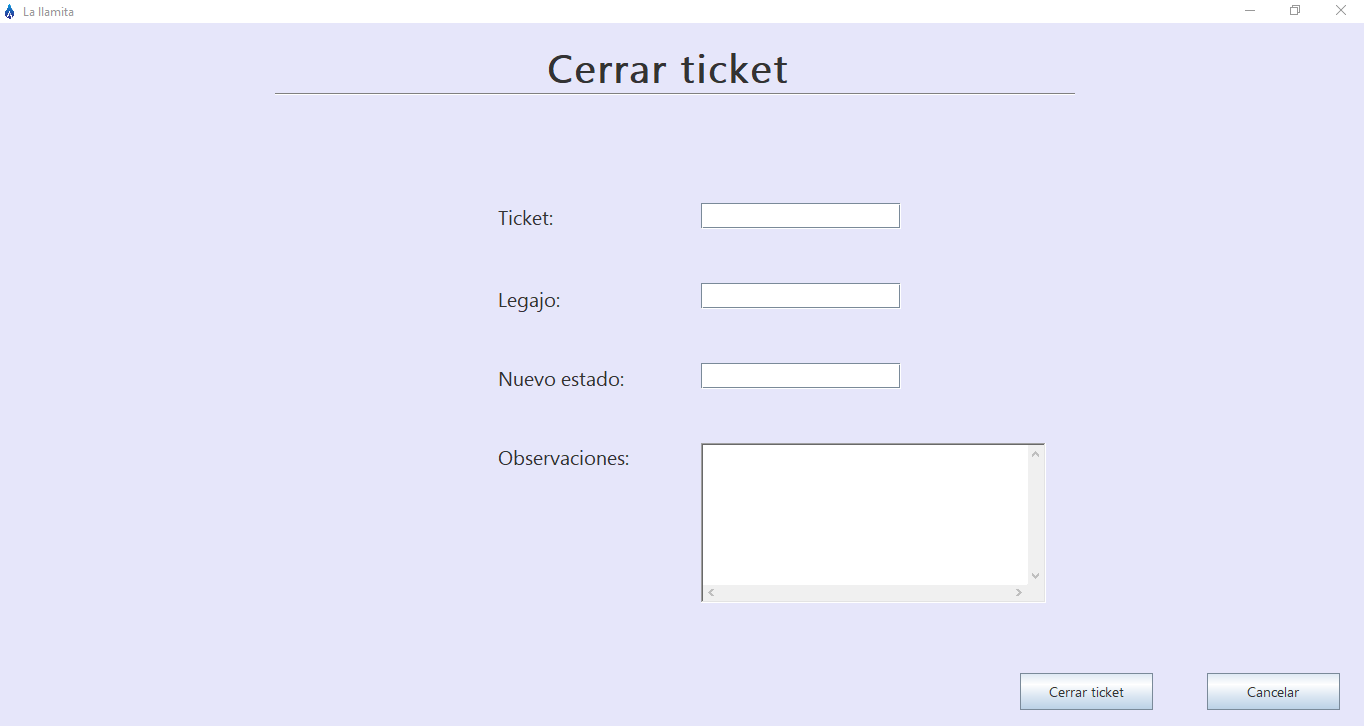 La llamita
Cerrar ticket
Ticket:
Legajo:
Nuevo estado:
Observaciones:
Cerrar ticket
Cancelar